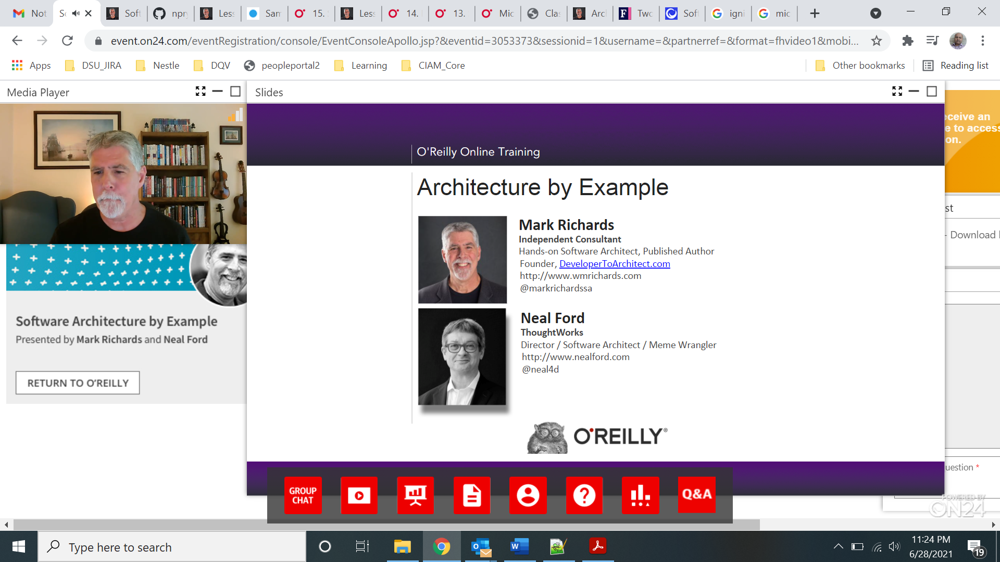 Not
Sc
Soft
npry
Less
Sam
15. S
Less
14.
13.
Mic
Clas
Arc
Two
Soft
igni
mic
event.on24.com/eventRegistration/console/EventConsoleApollo.jsp?&eventid=3053373&sessionid=1&username=&partnerref=&format=fhvideo1&mobi...
Apps
DSU_JIRA
Nestle
DQV
peopleportal2
Learning
CIAM_Core
Other bookmarks
Reading list
Media Player
Slides
eceive an
e to access
on.
O'Reilly Online Training
Architecture by Example
Mark Richards
Independent Consultant
Hands-on Software Architect, Published Author
Founder, DeveloperToArchitect.com
http://www.wmrichards.com
@markrichardssa
Neal Ford
ThoughtWorks
Director / Software Architect / Meme Wrangler
http://www.nealford.com
@neal4d
O'REILLY®
Software Architecture by Example
Presented by Mark Richards and Neal Ford
RETURN TO O'REILLY
st
- Download
uestion *
GROUP
CHAT
Q&A
POWERED BY
ON24
Type here to search
11:24 PM
6/28/2021
19